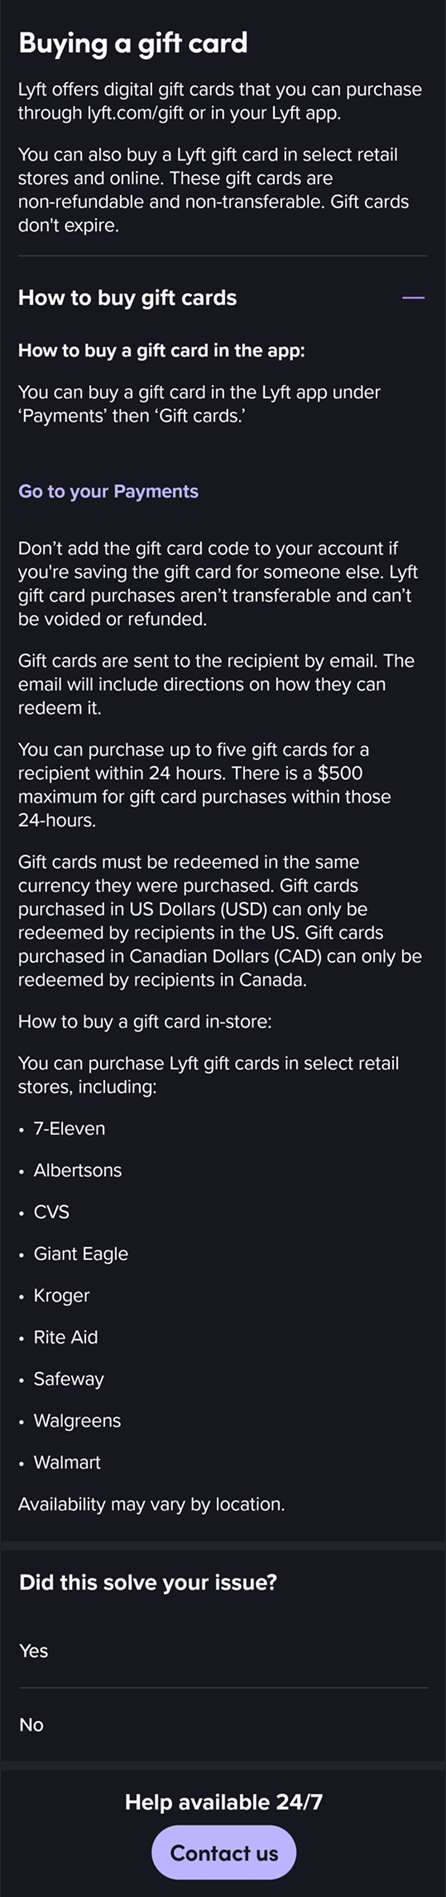 Buying a gift card
Lyft offers digital gift cards that you can purchase
through lyft.com/gift or in your Lyft app.
You can also buy a Lyft gift card in select retail
stores and online. These gift cards are
non-refundable and non-transferable. Gift cards
don't expire.
How to buy gift cards
How to buy a gift card in the app:
You can buy a gift card in the Lyft app under
‘Payments’ then ‘Gift cards.’
Go to your Payments
Don’t add the gift card code to your account if
you're saving the gift card for someone else. Lyft
gift card purchases aren’t transferable and can’t
be voided or refunded.
Gift cards are sent to the recipient by email. The
email will include directions on how they can
redeem it.
You can purchase up to five gift cards for a
recipient within 24 hours. There is a $500
maximum for gift card purchases within those
24-hours.
Gift cards must be redeemed in the same
currency they were purchased. Gift cards
purchased in US Dollars (USD) can only be
redeemed by recipients in the US. Gift cards
purchased in Canadian Dollars (CAD) can only be
redeemed by recipients in Canada.
How to buy a gift card in-store:
You can purchase Lyft gift cards in select retail
stores, including:
• 7-Eleven
• Albertsons
• CVS
• Giant Eagle
• Kroger
• Rite Aid
• Safeway
• Walgreens
• Walmart
Availability may vary by location.
Did this solve your issue?
Yes
No
Help available 24/7
Contact us